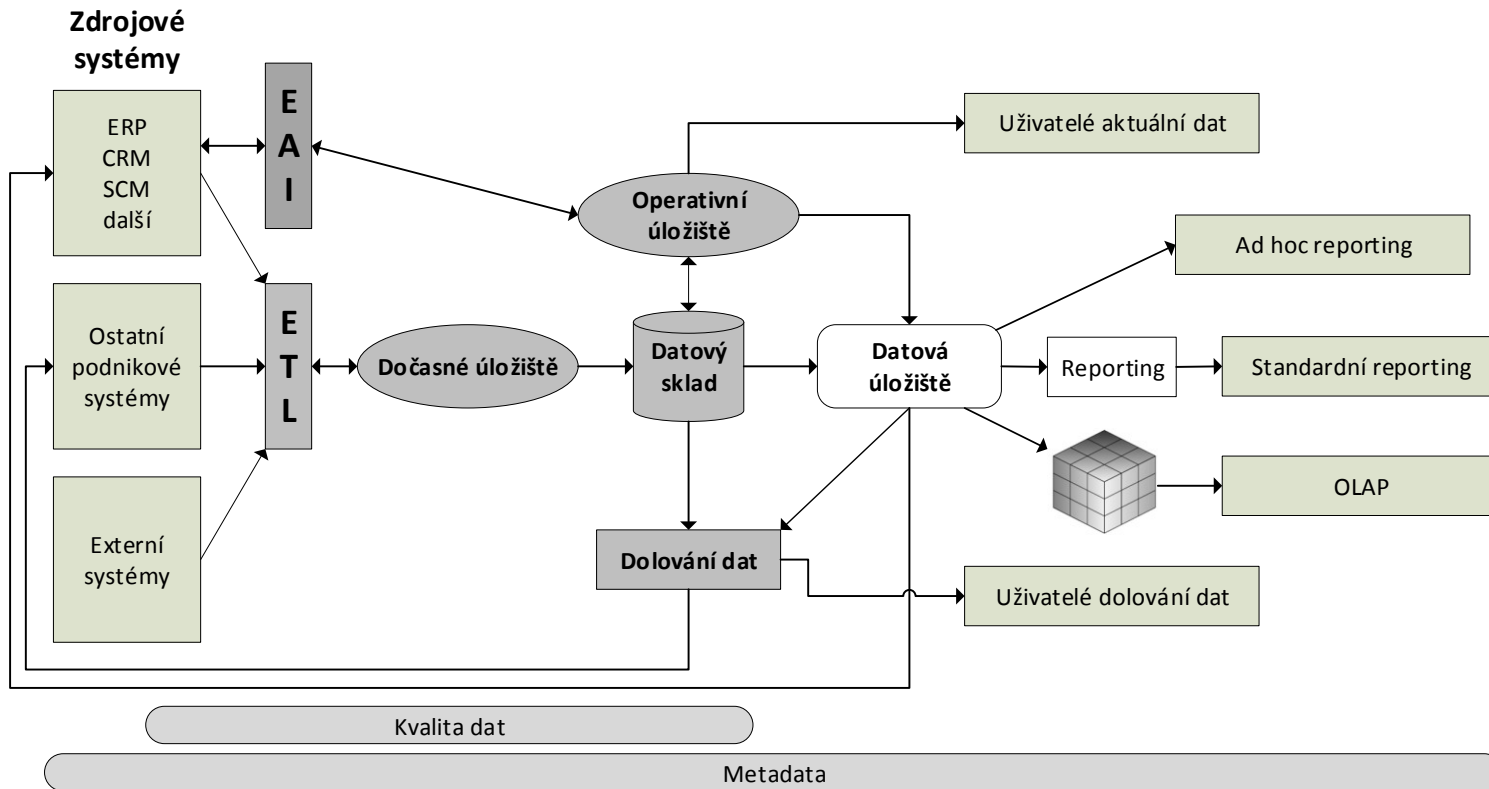 Zdrojové
systémy
ERP
CRM
SCM
další
E
A
I
Uživatelé aktuální dat
Operativní
úložiště
Ad hoc reporting
Ostatní
podnikové
systémy
E
T
L
Dočasné úložiště
Datový
sklad
Datová
úložiště
Reporting
Standardní reporting
OLAP
Externí
systémy
Dolování dat
Uživatelé dolování dat
Kvalita dat
Metadata